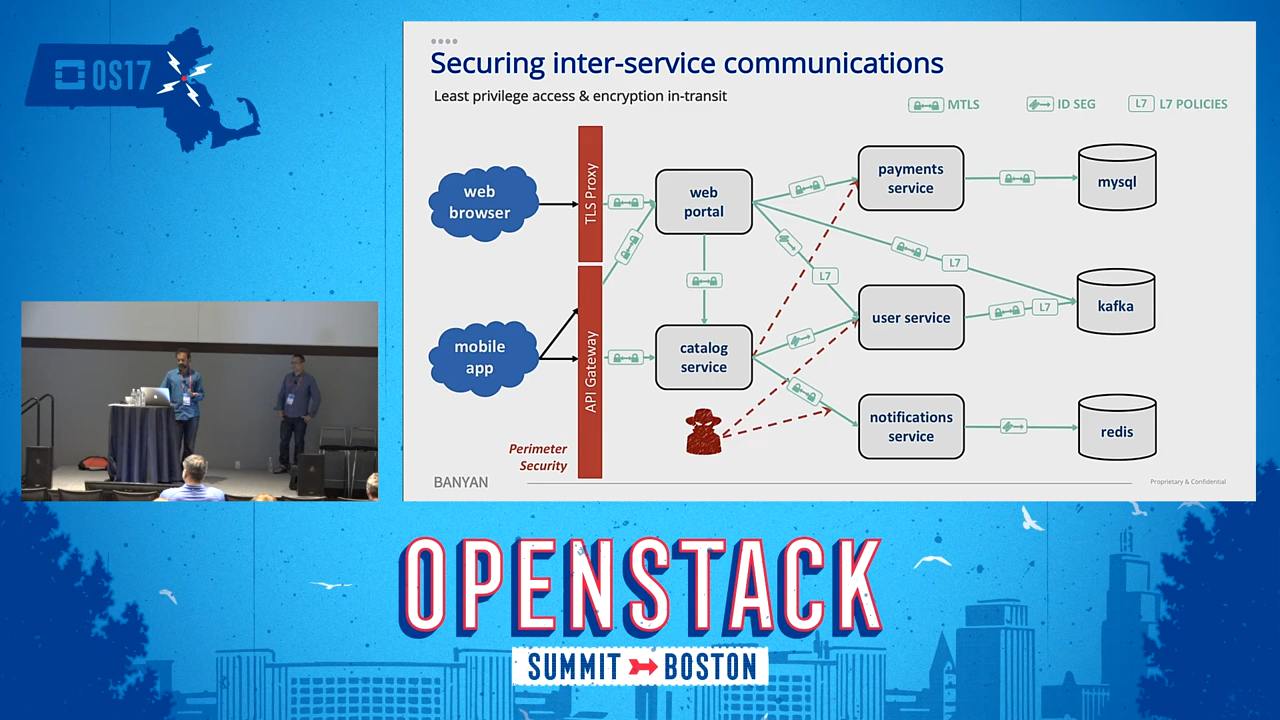 OS17
Securing inter-service communications
Least privilege access & encryption in-transit
MTLS
ID SEG
L7
L7 POLICIES
web
browser
TLS Proxy
web
portal
payments
service
mysql
L7
L7
mobile
app
API Gateway
catalog
service
user service
L7
kafka
notifications
service
redis
Perimeter
Security
BANYAN
Proprietary & Confidential
OPENSTACK
SUMMIT BOSTON